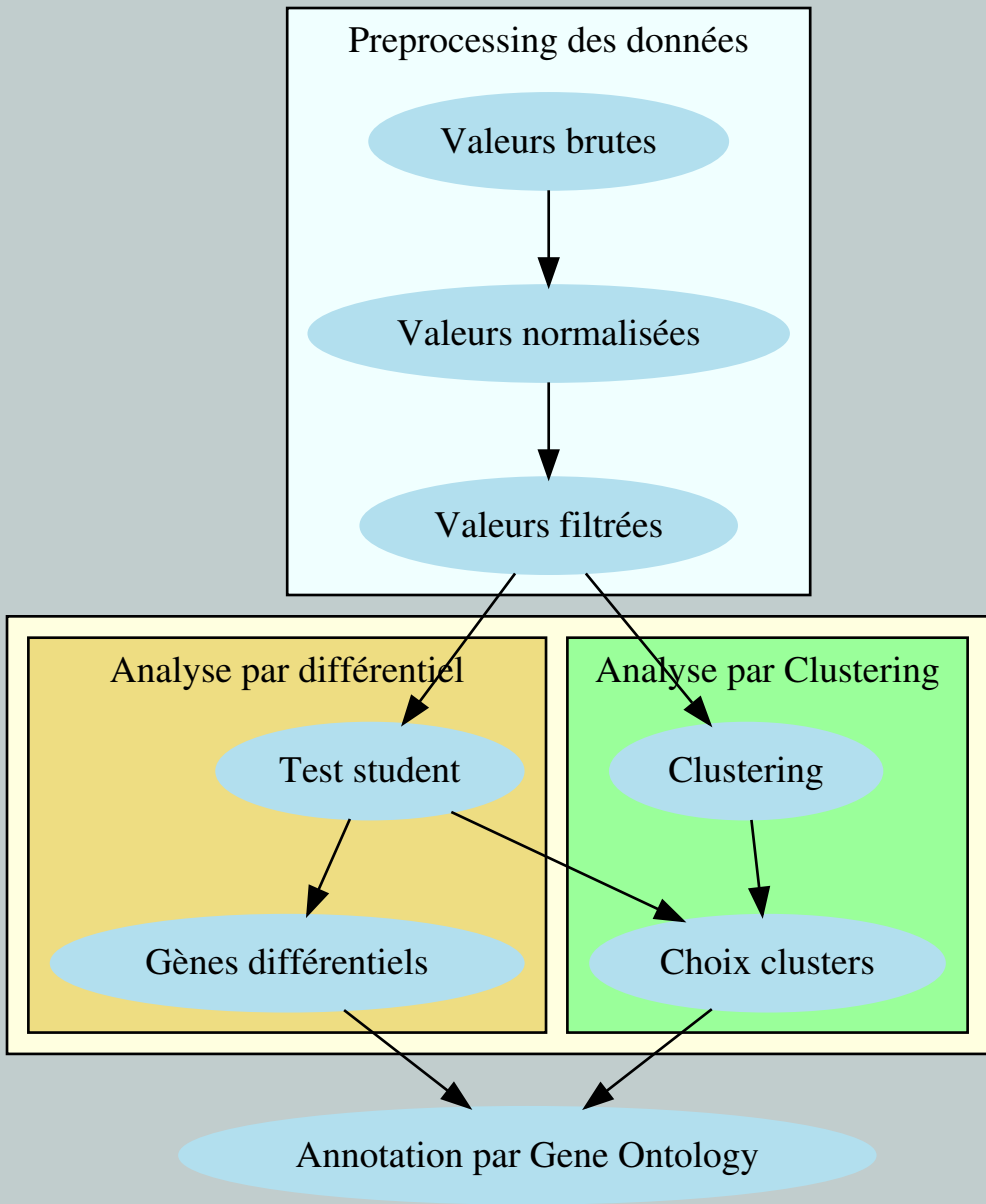 Preprocessing des données
Valeurs brutes
Valeurs normalisées
Valeurs filtrées
Analyse par différentiel
Analyse par Clustering
Test student
Clustering
Gènes différentiels
Choix clusters
Annotation par Gene Ontology